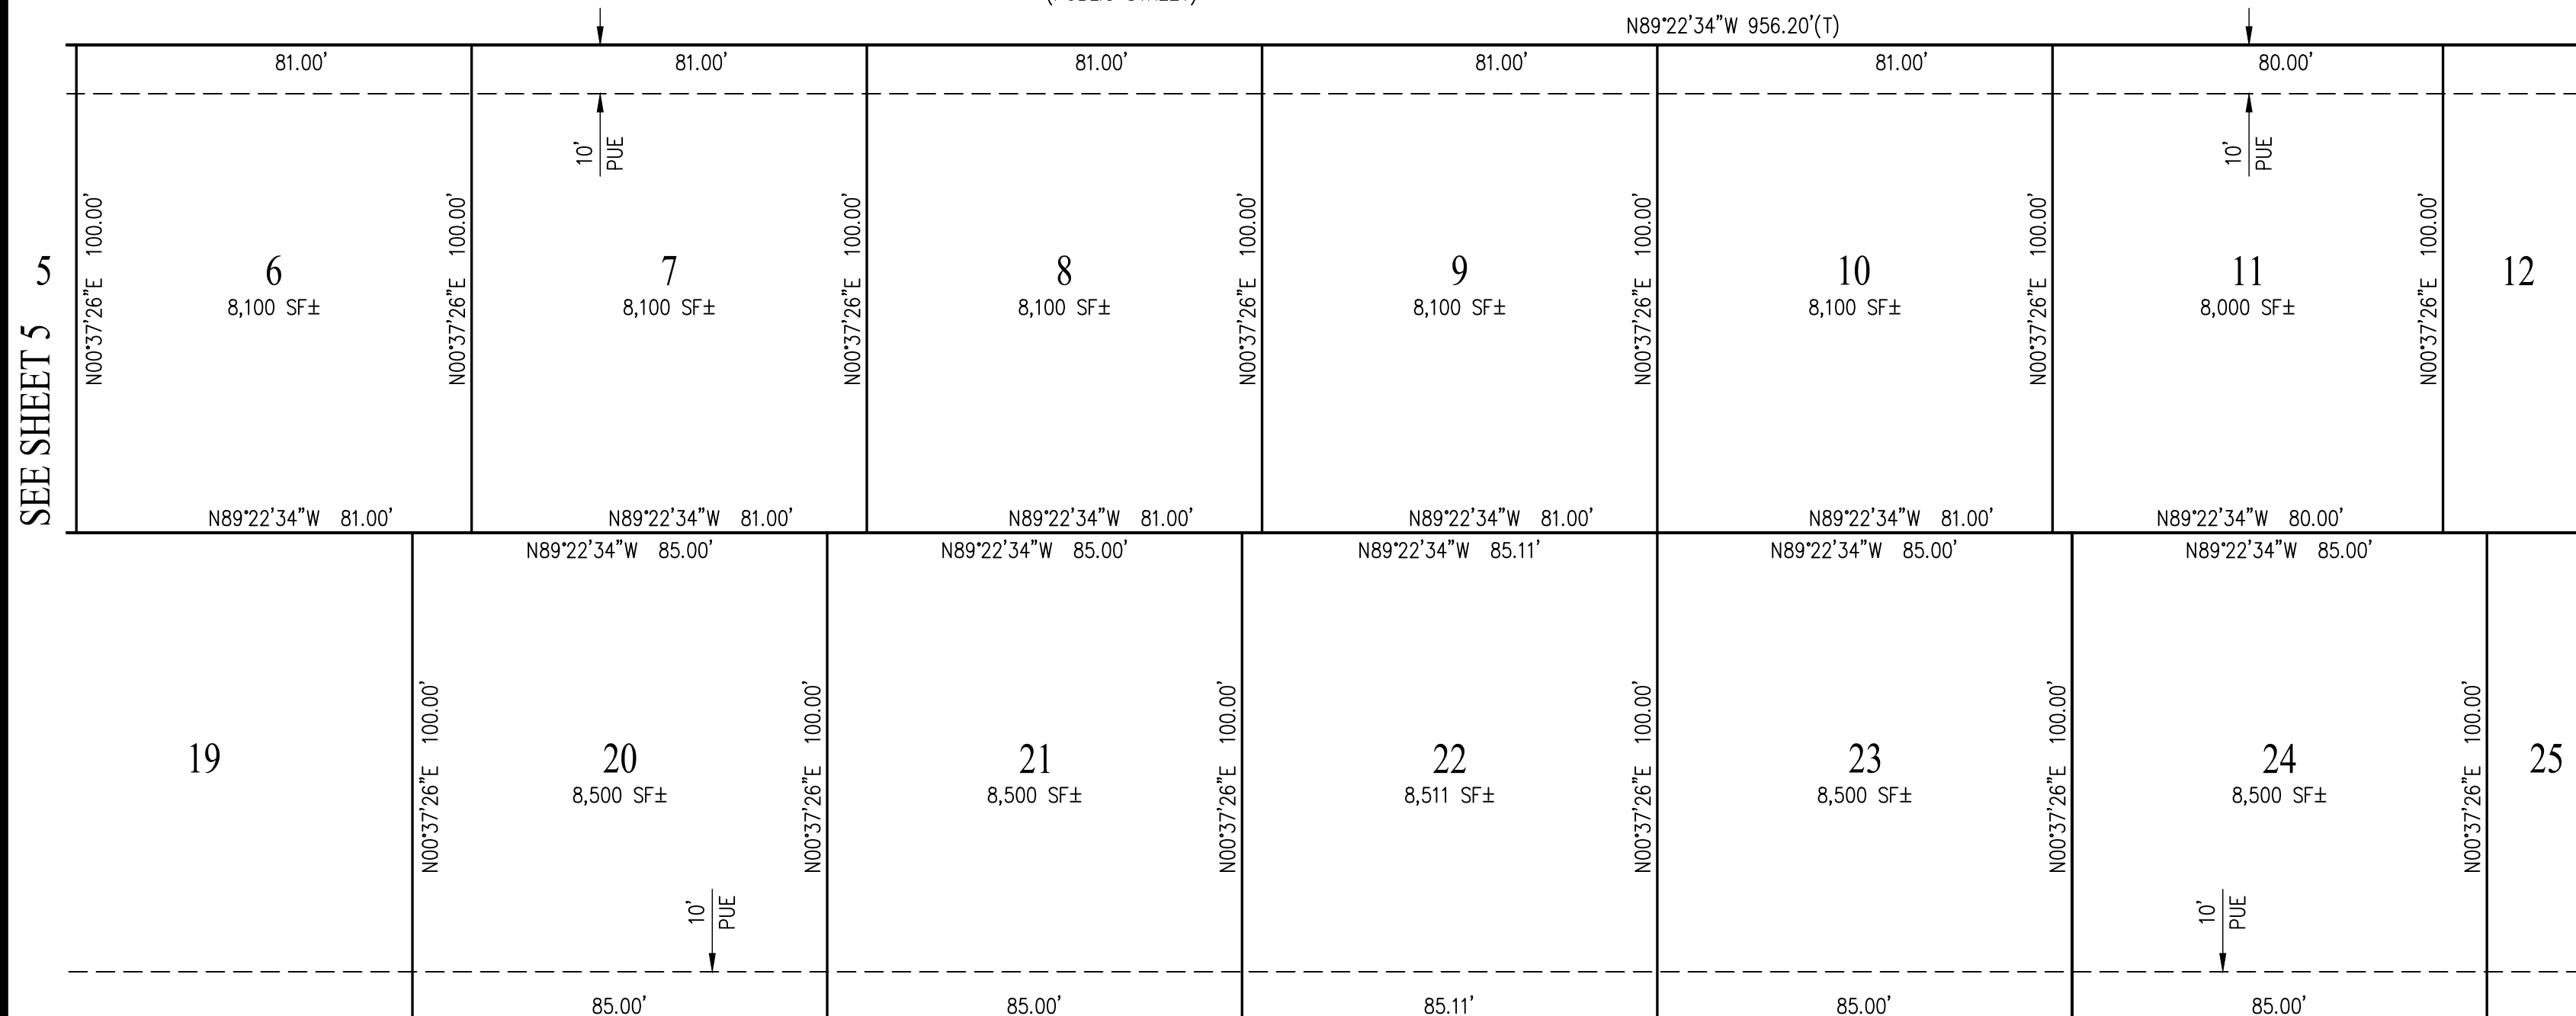 N89°22'34"W 956.20'(T)
81.00'
81.00'
81.00'
81.00'
81.00'
80.00'
10'
PUE
10'
PUE
SEE SHEET 5
5
N00°37'26"E 100.00'
6
8,100 SF±
N00°37'26"E 100.00'
7
8,100 SF±
N00°37'26"E 100.00'
8
8,100 SF±
N00°37'26"E 100.00'
9
8,100 SF±
N00°37'26"E 100.00'
10
8,100 SF±
N00°37'26"E 100.00'
11
8,000 SF±
N00°37'26"E 100.00'
12
N89°22'34"W 81.00'
N89°22'34"W 81.00'
N89°22'34"W 81.00'
N89°22'34"W 81.00'
N89°22'34"W 81.00'
N89°22'34"W 80.00'
N89°22'34"W 85.00'
N89°22'34"W 85.00'
N89°22'34"W 85.11'
N89°22'34"W 85.00'
N89°22'34"W 85.00'
19
N00°37'26"E 100.00'
20
8,500 SF±
N00°37'26"E 100.00'
21
8,500 SF±
N00°37'26"E 100.00'
22
8,511 SF±
N00°37'26"E 100.00'
23
8,500 SF±
N00°37'26"E 100.00'
24
8,500 SF±
N00°37'26"E 100.00'
25
10'
PUE
10'
PUE
85.00'
85.00'
85.11'
85.00'
85.00'